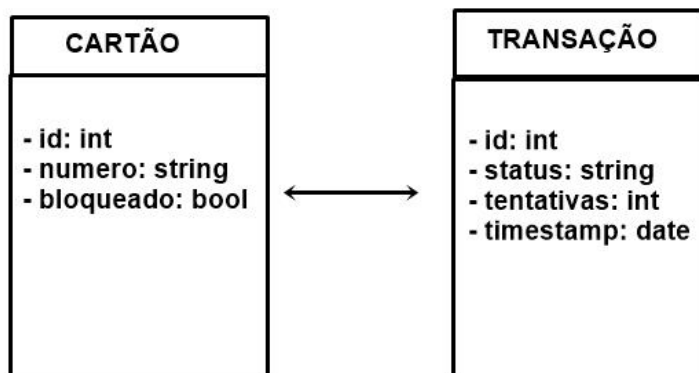 CARTÃO
- id: int
- numero: string
- bloqueado: bool
TRANSAÇÃO
- id: int
- status: string
- tentativas: int
- timestamp: date